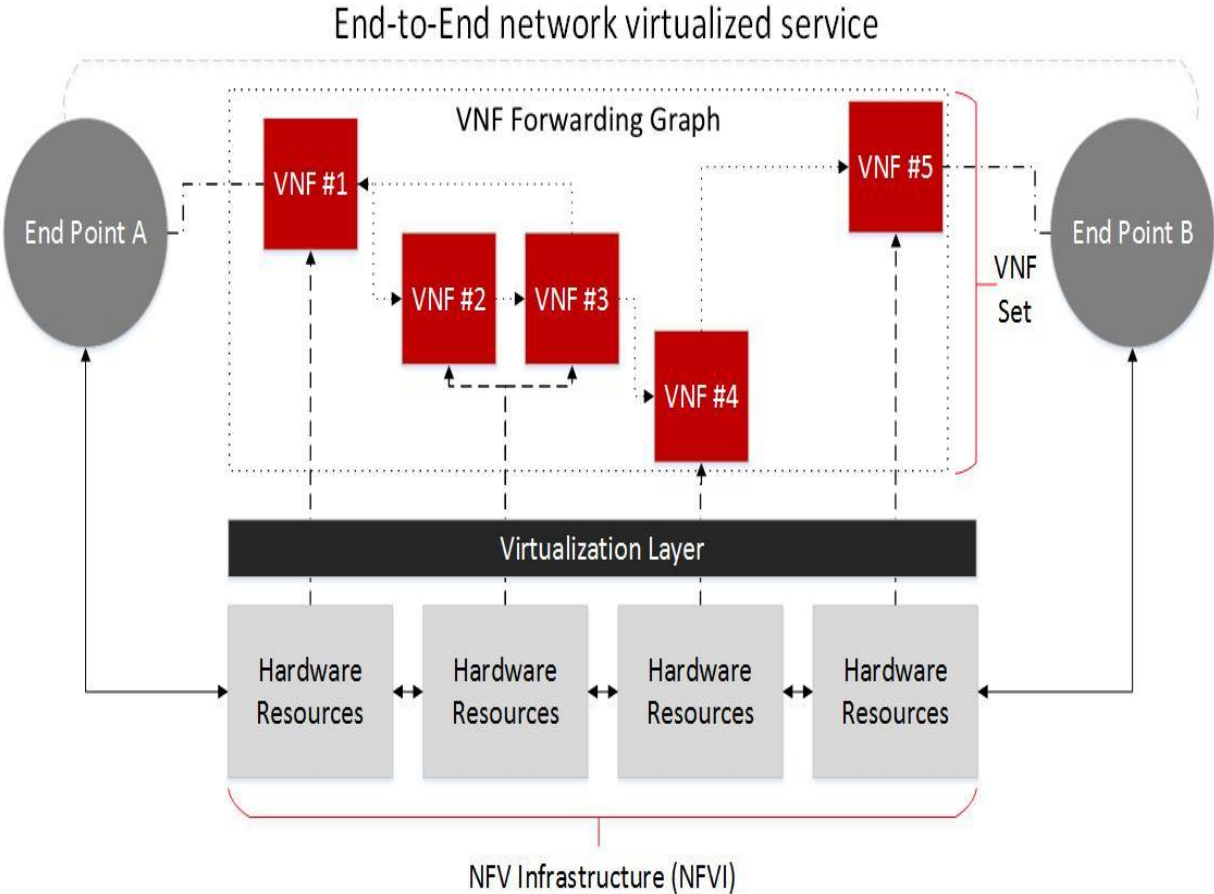 End-to-End network virtualized service
VNF Forwarding Graph
VNF #1
VNF #5
End Point A
End Point B
VNF #2
VNF #3
VNF
Set
VNF #4
Virtualization Layer
Hardware
Resources
Hardware
Resources
Hardware
Resources
Hardware
Resources
NFV Infrastructure (NFVI)